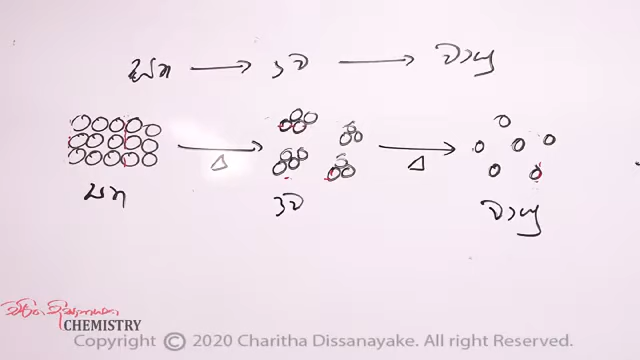 ඝන → ද්‍රව → වායු
Δ Δ
ඝන ද්‍රව වායු
CHEMISTRY
Copyright © 2020 Charitha Dissanayake. All right Reserved.